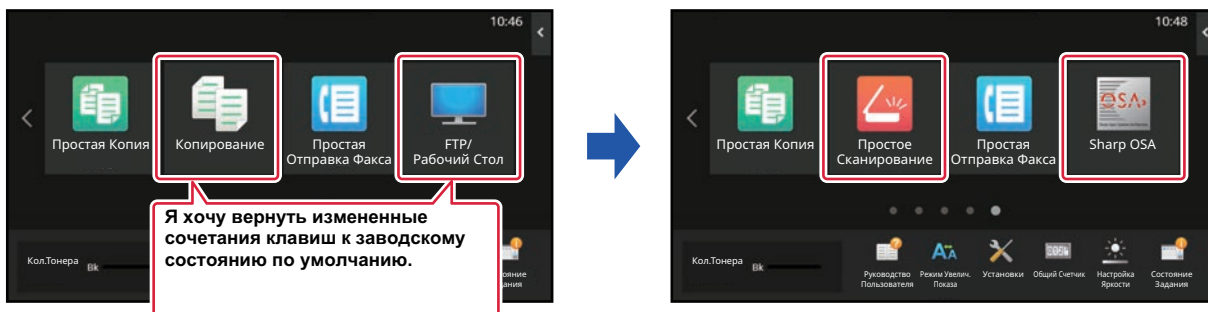 10:46
Простая Копия
Копирование
Простая
Отправка Факса
FTP/
Рабочий Стол
Я хочу вернуть измененные
сочетания клавиш к заводскому
состоянию по умолчанию.
Кол.Тонера
Bk
10:48
Простая Копия
Простое
Сканирование
Простая
Отправка Факса
OSA
Sharp OSA
Кол.Тонера
Bk
Руководство
Пользователя
Режим Увелич.
Показа
Установки
Общий Счетчик
Настройка
Яркости
Состояние
Задания